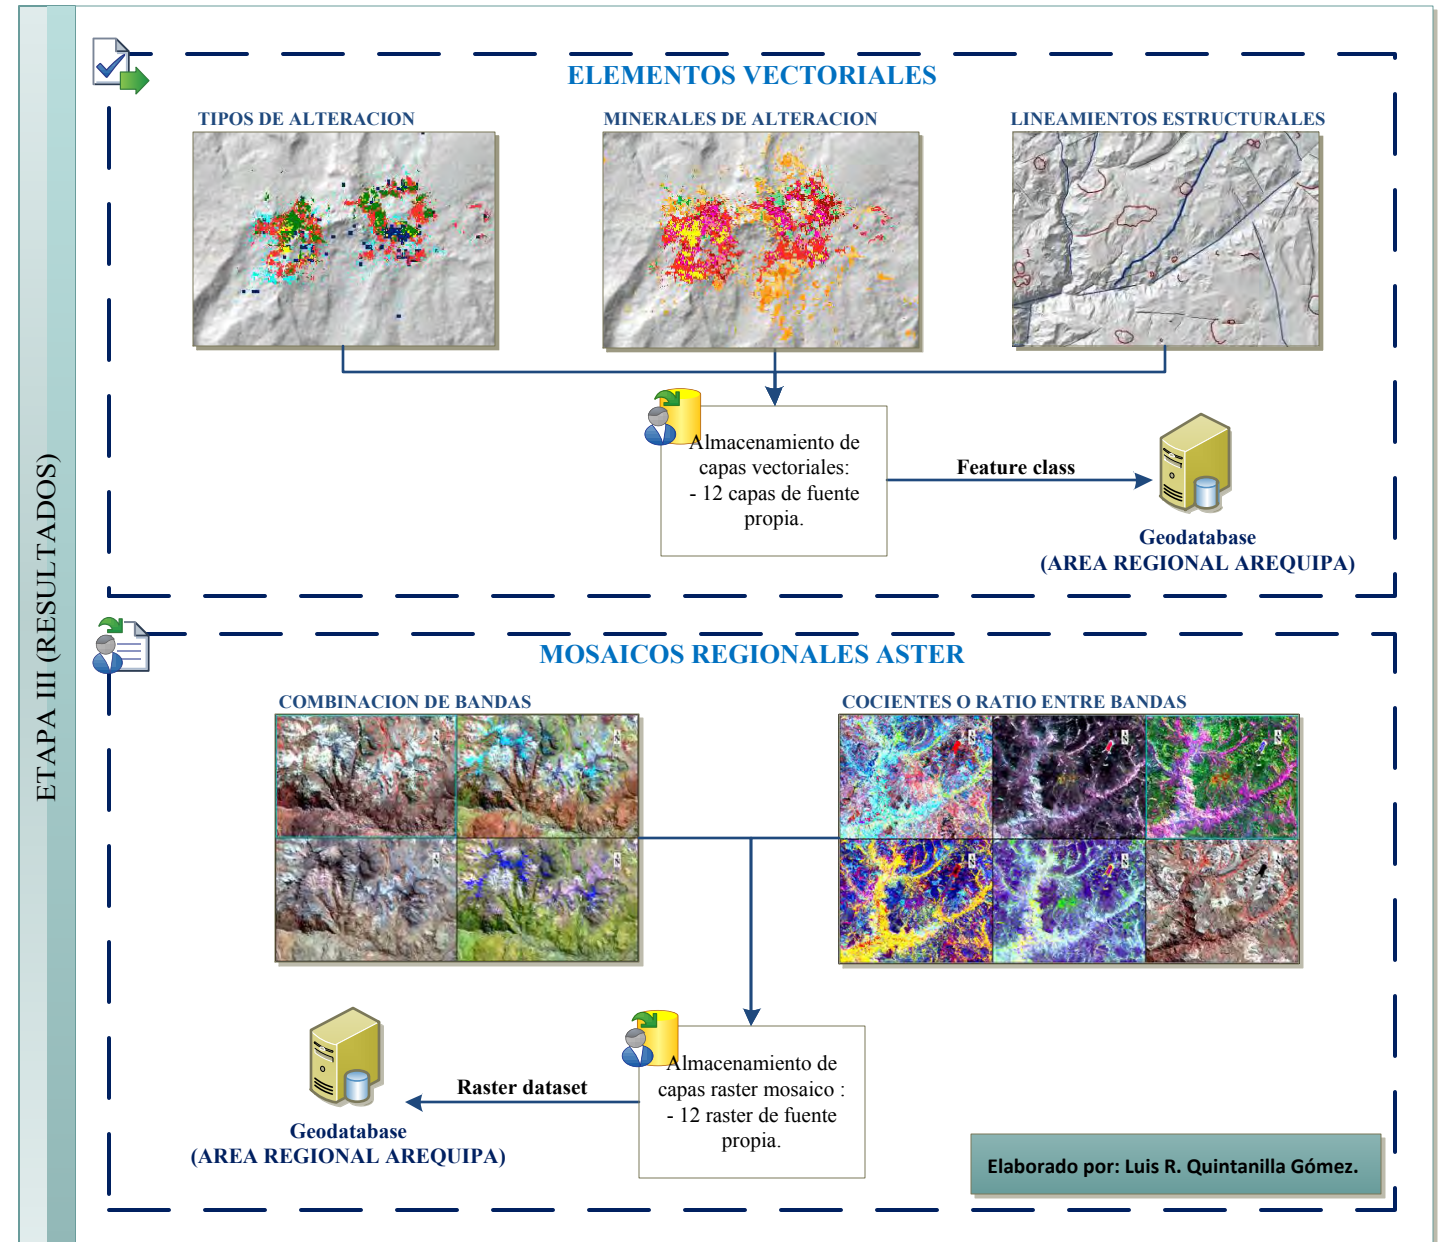 ETAPA III (RESULTADOS)
ELEMENTOS VECTORIALES
TIPOS DE ALTERACION
MINERALES DE ALTERACION
LINEAMIENTOS ESTRUCTURALES
Almacenamiento de
capas vectoriales:
- 12 capas de fuente
propia.
Feature class
Geodatabase
(AREA REGIONAL AREQUIPA)
MOSAICOS REGIONALES ASTER
COMBINACION DE BANDAS
COCIENTES O RATIO ENTRE BANDAS
Almacenamiento de
capas raster mosaico :
- 12 raster de fuente
propia.
Raster dataset
Geodatabase
(AREA REGIONAL AREQUIPA)
Elaborado por: Luis R. Quintanilla Gómez.